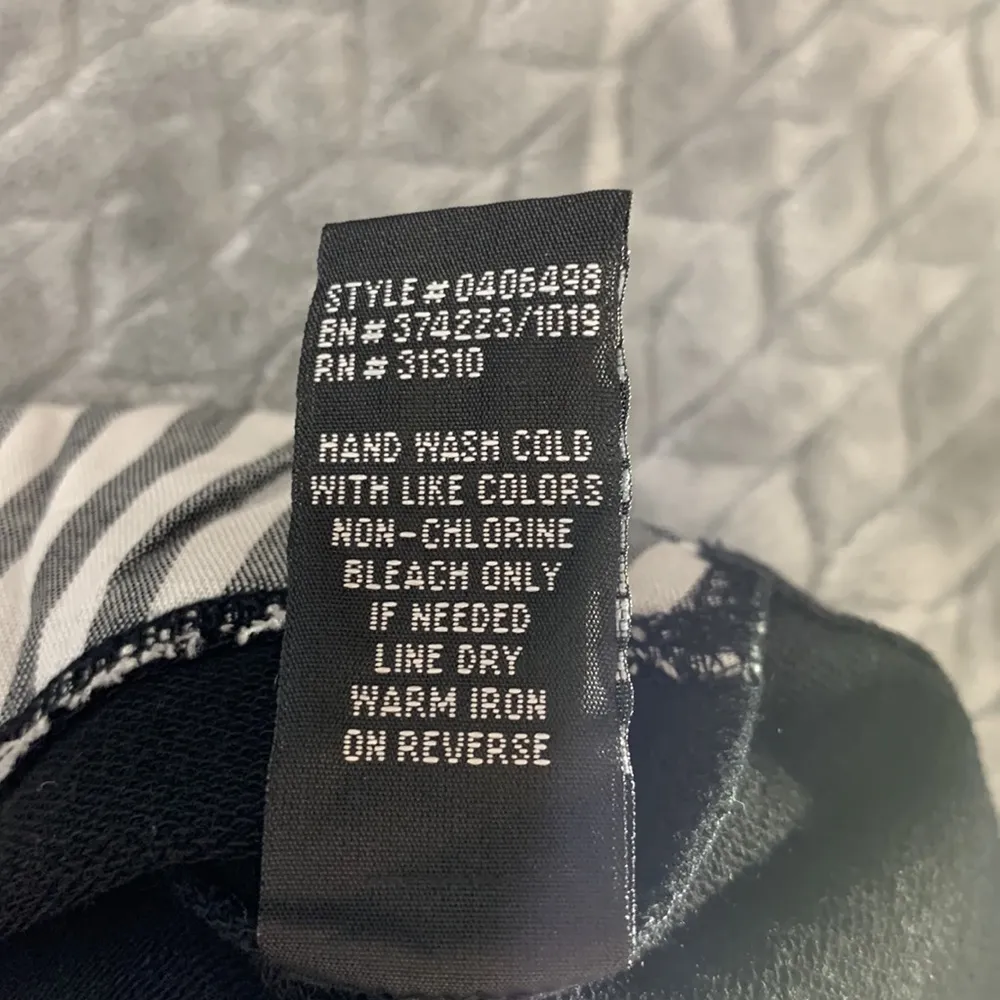 STYLE # 0406498
BN # 374223/1019
RN # 31310
HAND WASH COLD
WITH LIKE COLORS
NON-CHLORINE
BLEACH ONLY
IF NEEDED
LINE DRY
WARM IRON
ON REVERSE